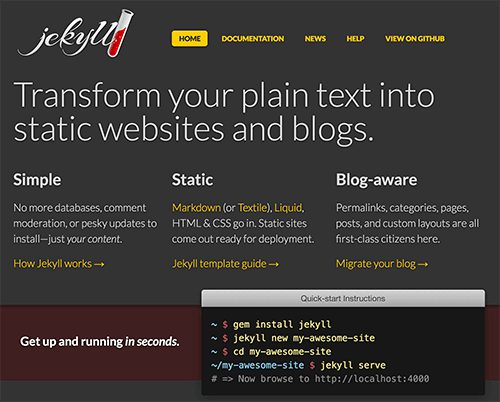 jekyll
HOME DOCUMENTATION NEWS HELP VIEW ON GITHUB
Transform your plain text into
static websites and blogs.
Simple
No more databases, comment
moderation, or pesky updates to
install—just your content.
How Jekyll works →
Static
Markdown (or Textile), Liquid,
HTML & CSS go in. Static sites
come out ready for deployment.
Jekyll template guide →
Blog-aware
Permalinks, categories, pages,
posts, and custom layouts are all
first-class citizens here.
Migrate your blog →
Get up and running in seconds.
Quick-start Instructions
~ $ gem install jekyll
~ $ jekyll new my-awesome-site
~ $ cd my-awesome-site
~/my-awesome-site $ jekyll serve
# => Now browse to http://localhost:4000